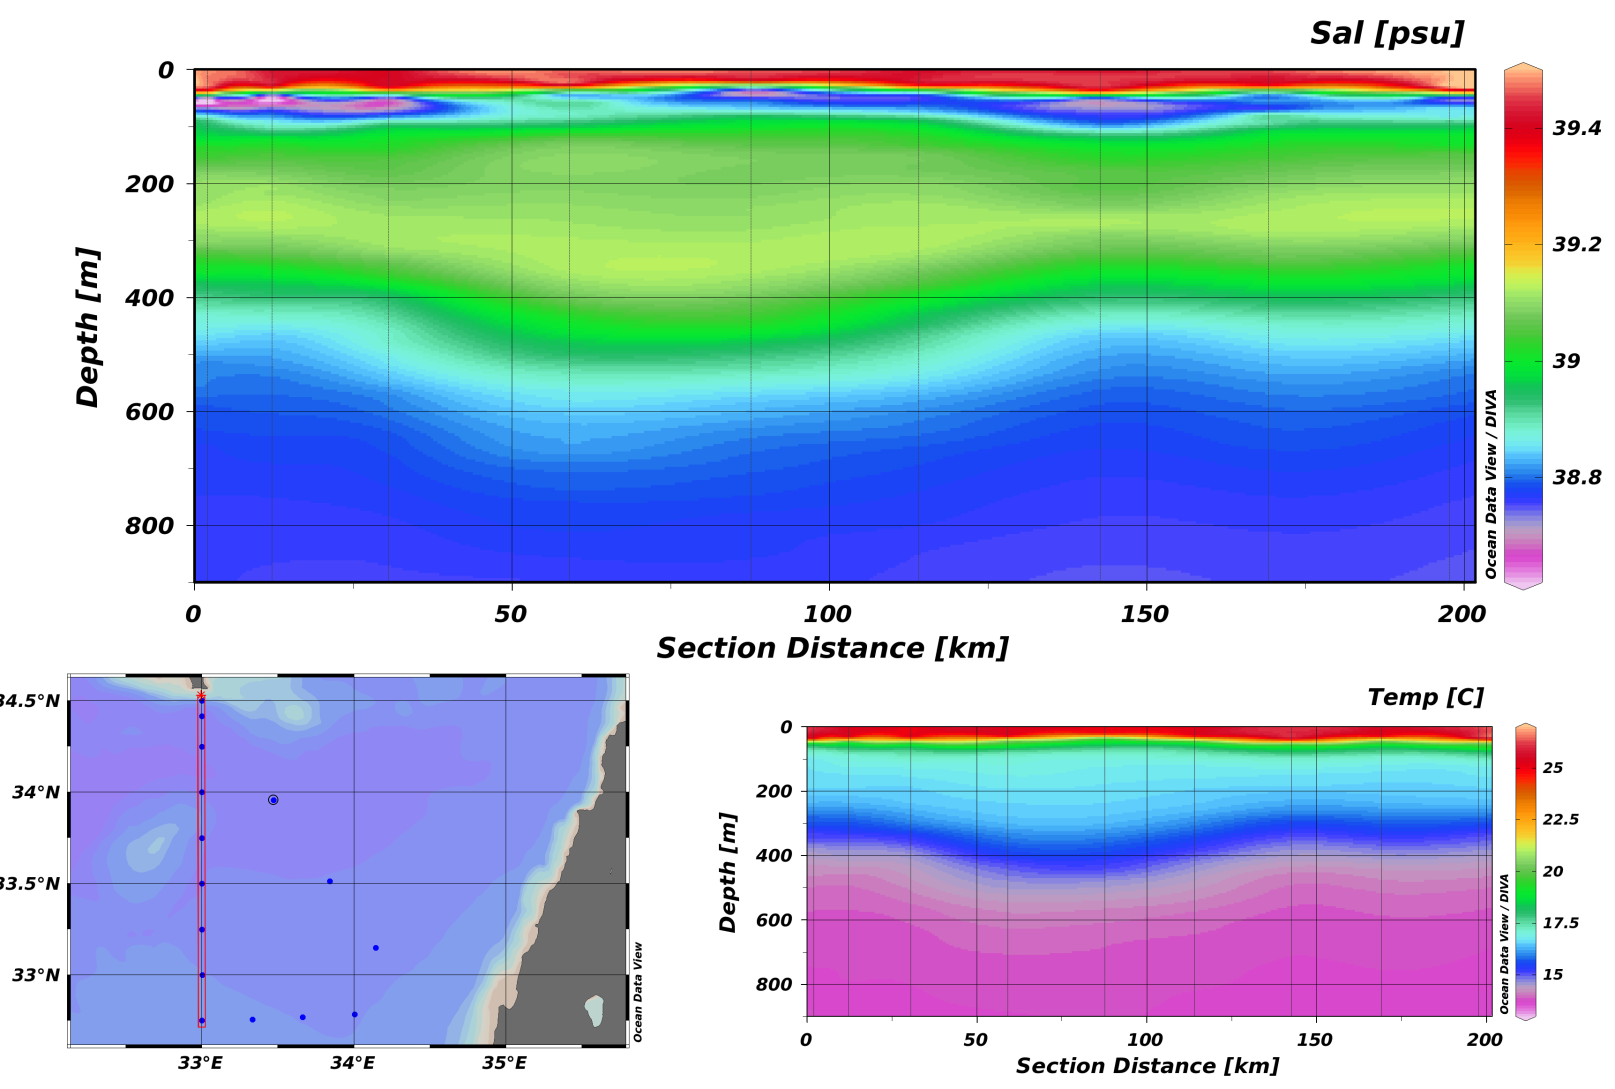 Sal [psu]
0
200
400
600
800
Depth [m]
39.4
39.2
39
38.8
Ocean Data View / DIVA
0 50 100 150 200
Section Distance [km]
34.5°N
34°N
33.5°N
33°N
33°E 34°E 35°E
Ocean Data View
Temp [C]
0
200
400
600
800
Depth [m]
25
22.5
20
17.5
15
Ocean Data View / DIVA
0 50 100 150 200
Section Distance [km]